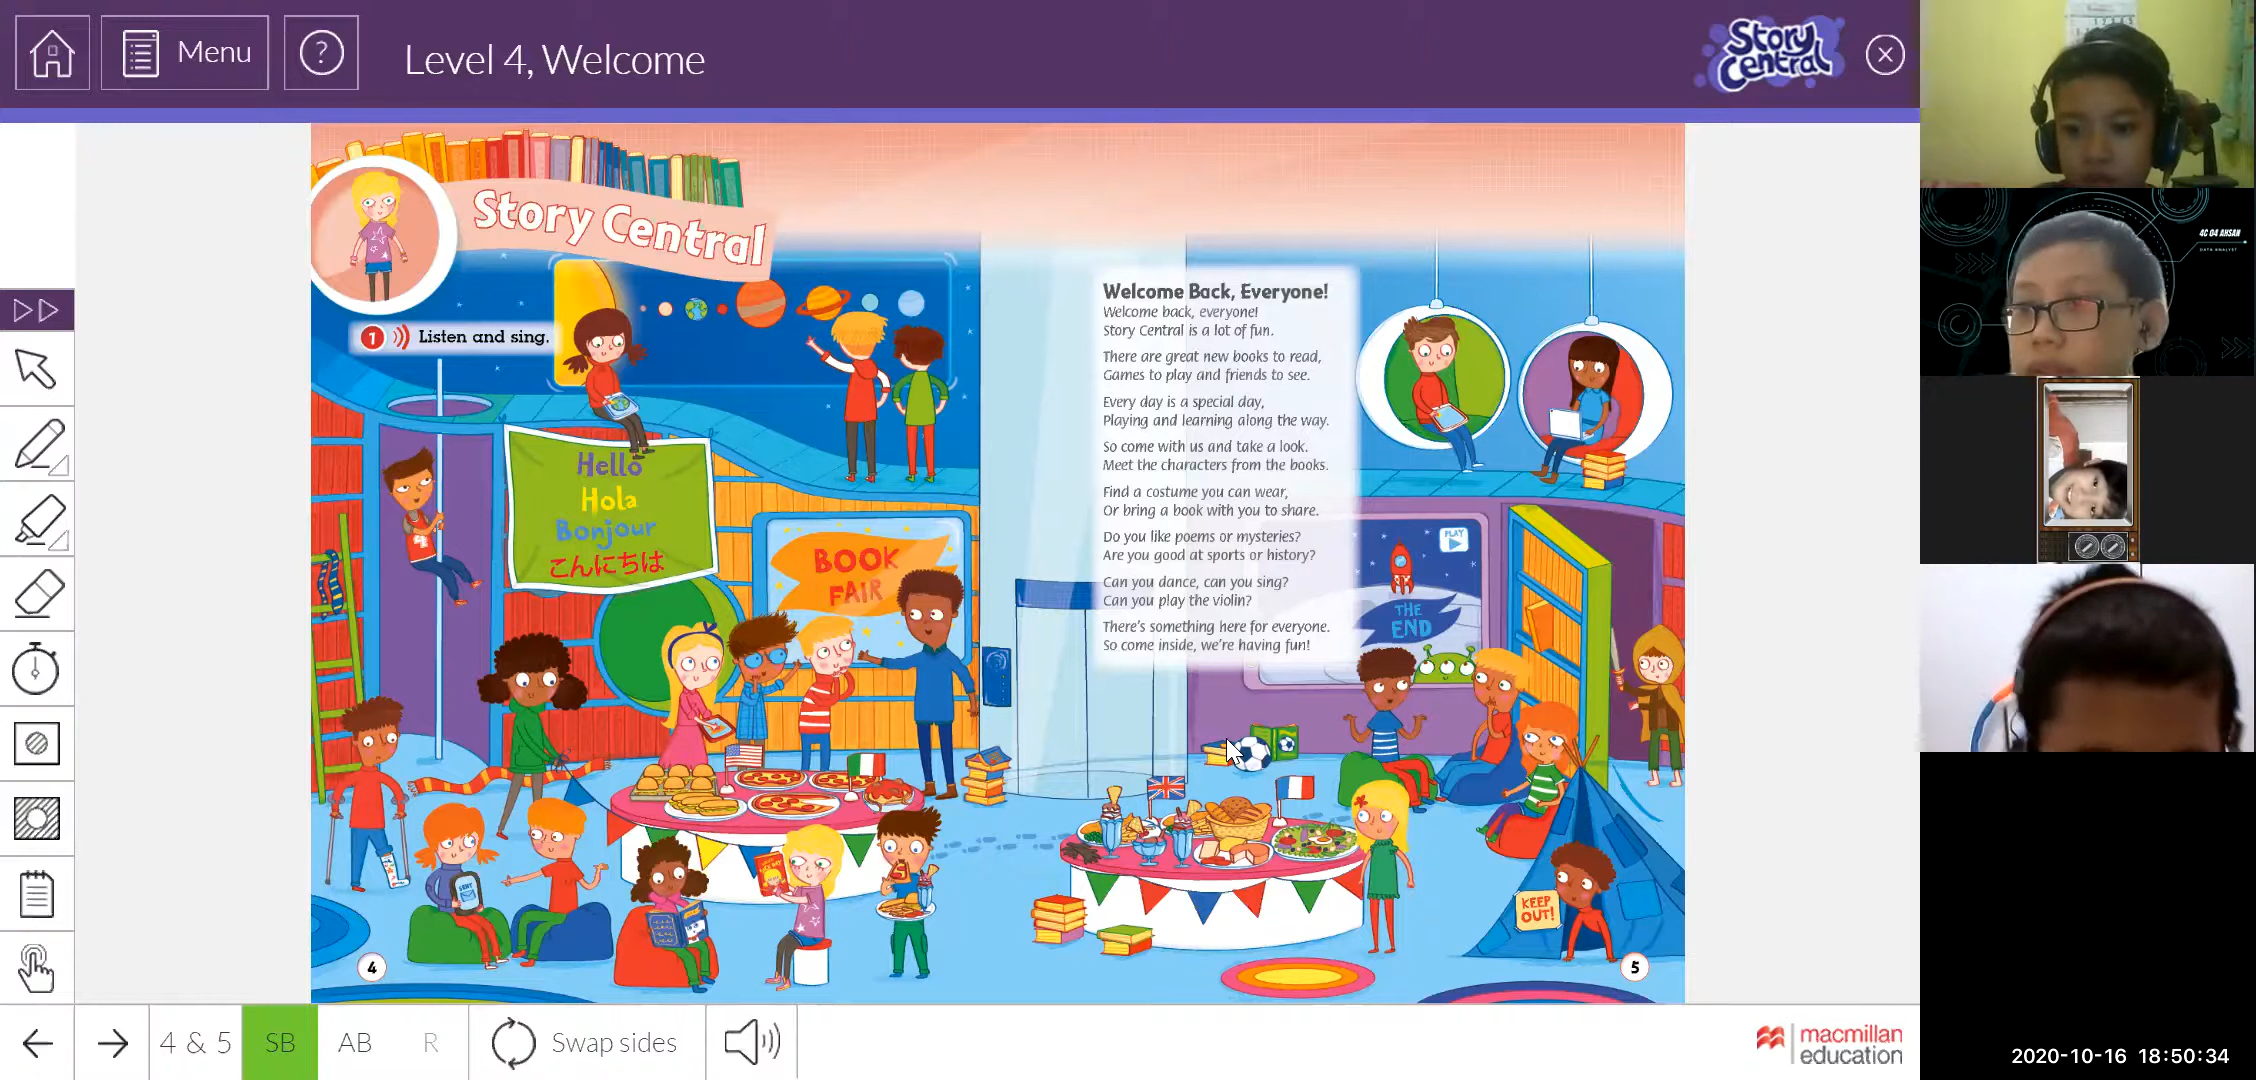 Menu
?
Level 4, Welcome
Story Central
4C 04 AHSAN
DATA ANALYST
Story Central
1 Listen and sing.
Hello
Hola
Bonjour
こんにちは
BOOK
FAIR
Welcome Back, Everyone!
Welcome back, everyone!
Story Central is a lot of fun.
There are great new books to read,
Games to play and friends to see.
Every day is a special day,
Playing and learning along the way.
So come with us and take a look.
Meet the characters from the books.
Find a costume you can wear,
Or bring a book with you to share.
Do you like poems or mysteries?
Are you good at sports or history?
Can you dance, can you sing?
Can you play the violin?
There's something here for everyone.
So come inside, we're having fun!
PLAY
THE
END
SENT
KEEP
OUT!
4
5
4 & 5
SB
AB
R
Swap sides
macmillan
education
2020-10-16 18:50:34